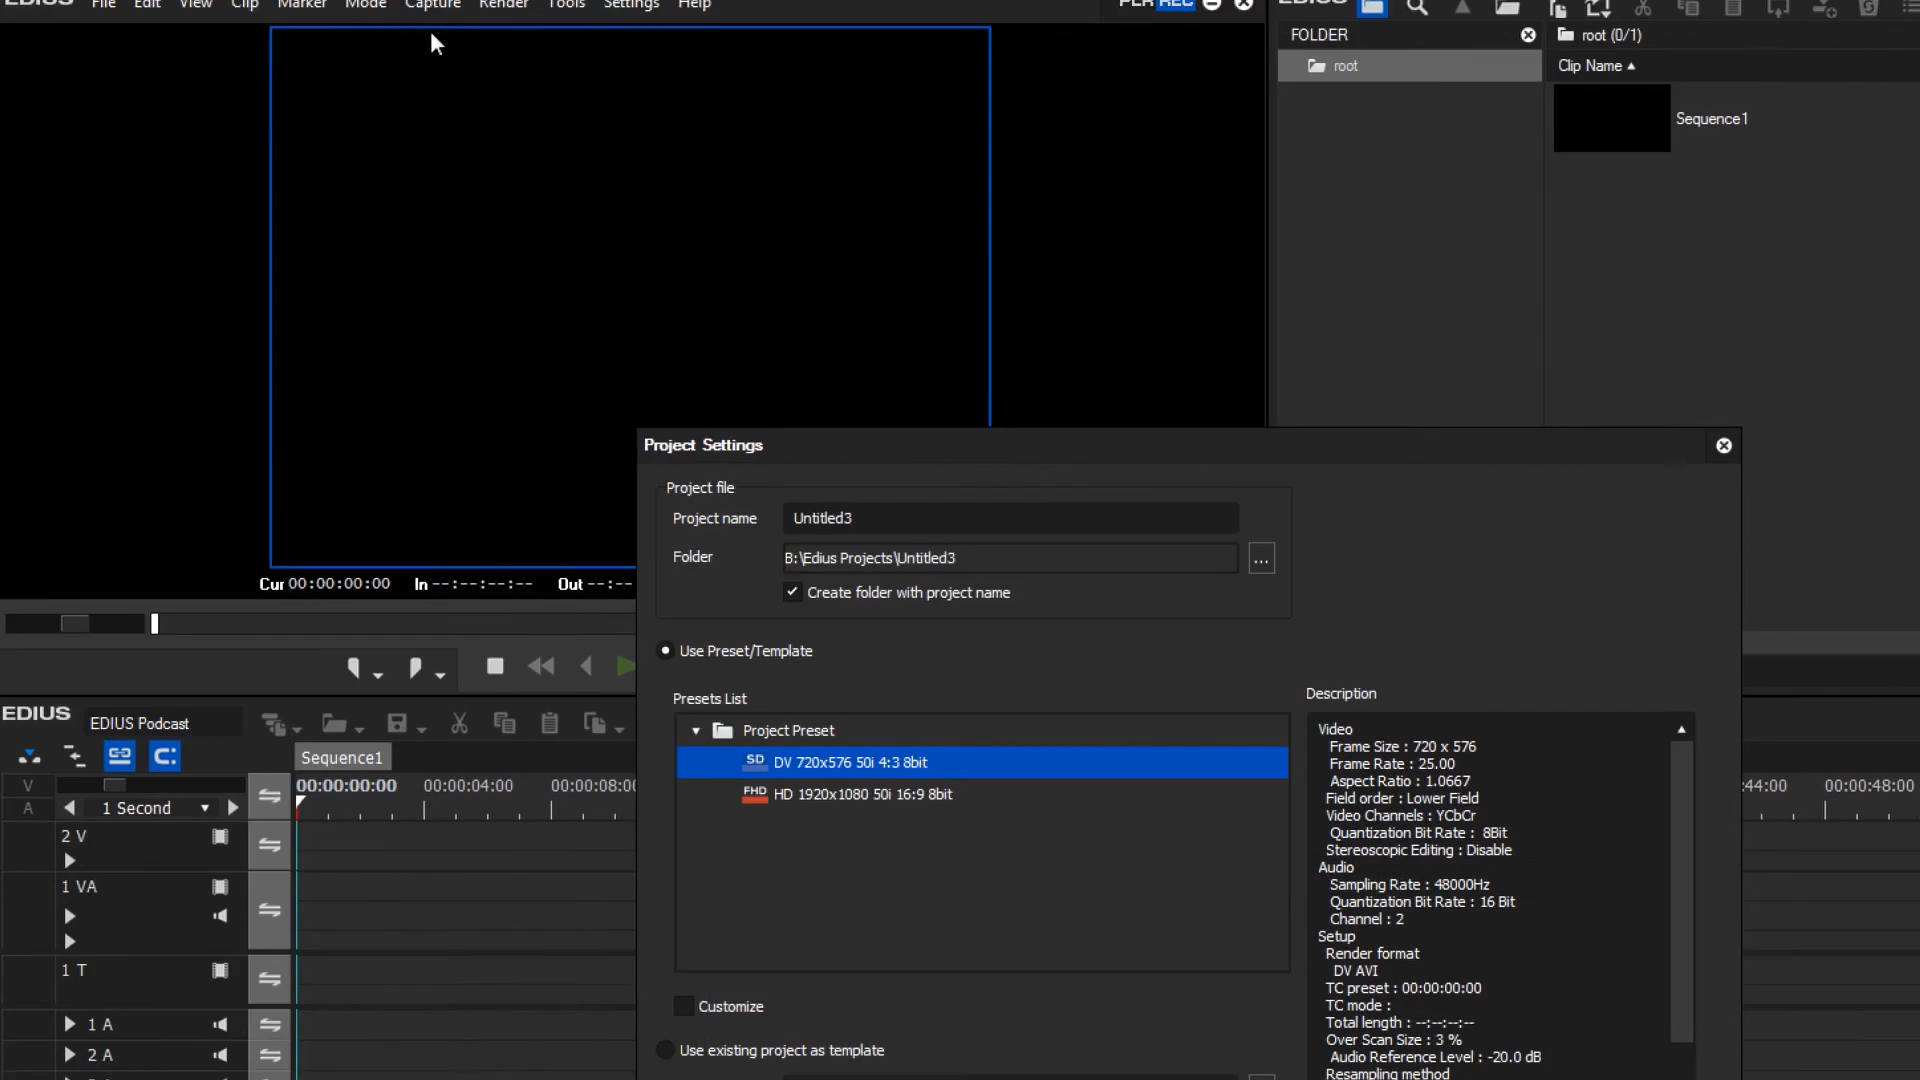 EDIUS File Edit View Clip Marker Mode Capture Render Tools Settings Help PLR REC
EDIUS
FOLDER
root (0/1)
root
Clip Name
Sequence1
Cur 00:00:00:00 In --:--:--:-- Out --:--
Project Settings
Project file
Project name Untitled3
Folder B:\Edius Projects\Untitled3 ...
Create folder with project name
Use Preset/Template
Presets List
Project Preset
SD DV 720x576 50i 4:3 8bit
FHD HD 1920x1080 50i 16:9 8bit
Customize
Use existing project as template
Description
Video
Frame Size : 720 x 576
Frame Rate : 25.00
Aspect Ratio : 1.0667
Field order : Lower Field
Video Channels : YCbCr
Quantization Bit Rate : 8Bit
Stereoscopic Editing : Disable
Audio
Sampling Rate : 48000Hz
Quantization Bit Rate : 16 Bit
Channel : 2
Setup
Render format
DV AVI
TC preset : 00:00:00:00
TC mode :
Total length : --:--:--:--
Over Scan Size : 3 %
Audio Reference Level : -20.0 dB
Resampling method
EDIUS EDIUS Podcast
Sequence1
00:00:00:00 00:00:04:00 00:00:08:00 :44:00 00:00:48:00
V
A 1 Second
2 V
1 VA
1 T
1 A
2 A